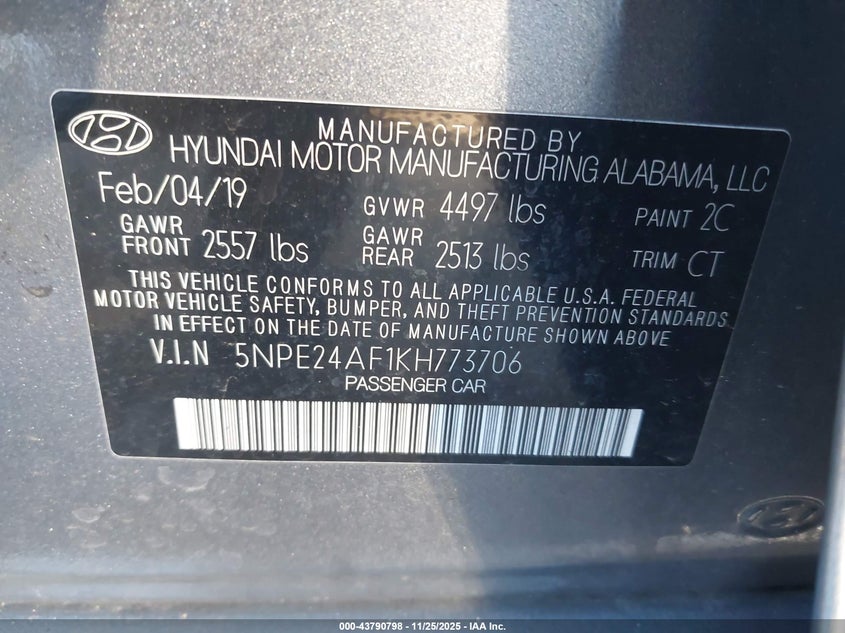 MANUFACTURED BY
HYUNDAI MOTOR MANUFACTURING ALABAMA, LLC
Feb/04/19 GVWR 4497 lbs PAINT 2C
GAWR FRONT 2557 lbs GAWR REAR 2513 lbs TRIM CT
THIS VEHICLE CONFORMS TO ALL APPLICABLE U.S.A. FEDERAL
MOTOR VEHICLE SAFETY, BUMPER, AND THEFT PREVENTION STANDARDS
IN EFFECT ON THE DATE OF MANUFACTURE SHOWN ABOVE
V.I.N 5NPE24AF1KH773706
PASSENGER CAR
000-43790798 - 11/25/2025 - IAA Inc.